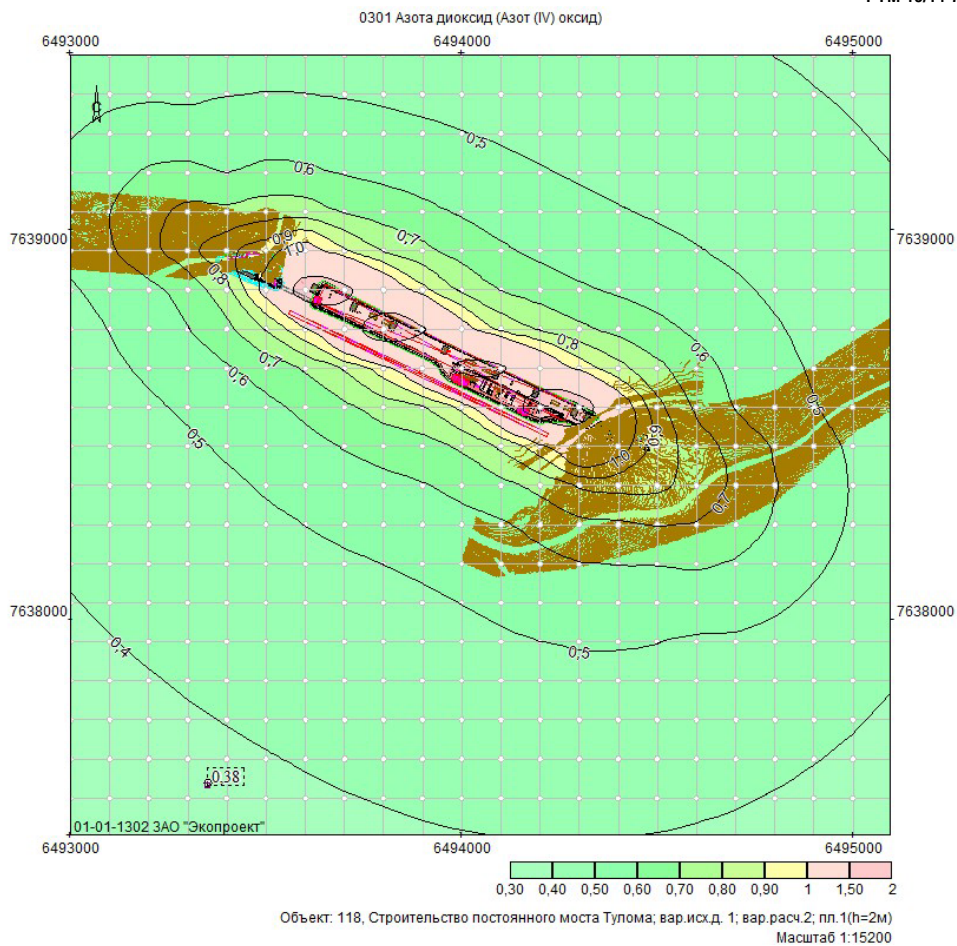 0301 Азота диоксид (Азот (IV) оксид)
6493000 6494000 6495000
С
0,5
0,6
0,7
7639000 7639000
0,9
1,0
0,8
0,8
0,7
0,6
0,6
0,5
0,5
0,9
1,0
0,7
7638000 7638000
0,4
0,5
0,38
01-01-1302 ЗАО "Экопроект"
6493000 6494000 6495000
0,30 0,40 0,50 0,60 0,70 0,80 0,90 1 1,50 2
Объект: 118, Строительство постоянного моста Тулома; вар.исх.д. 1; вар.расч.2; пл.1(h=2м)
Масштаб 1:15200